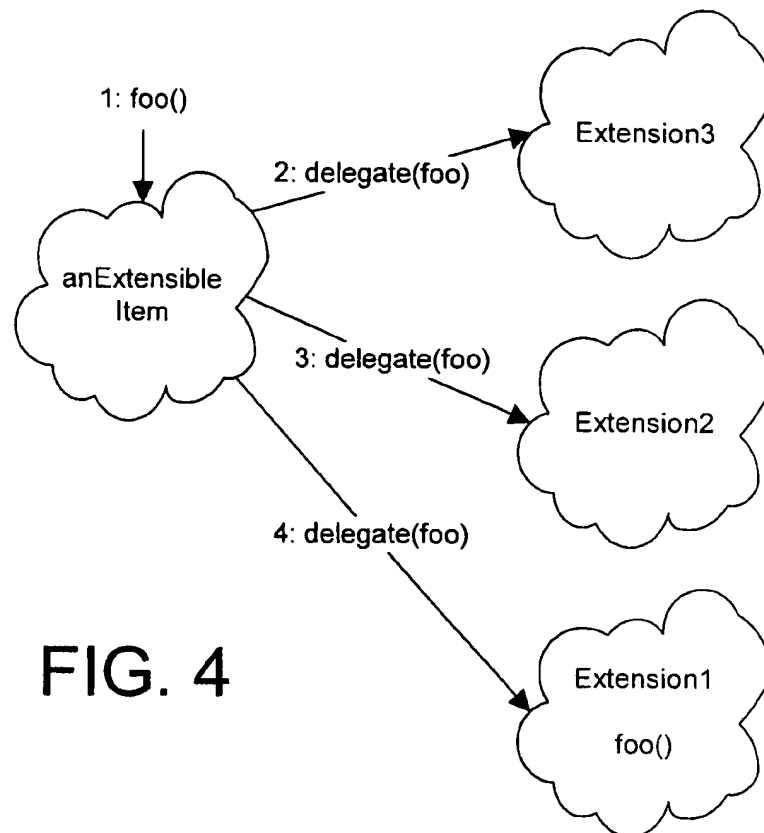 1: foo()
Extension3
2: delegate(foo)
anExtensible
Item
3: delegate(foo)
Extension2
4: delegate(foo)
FIG. 4
Extension1
foo()